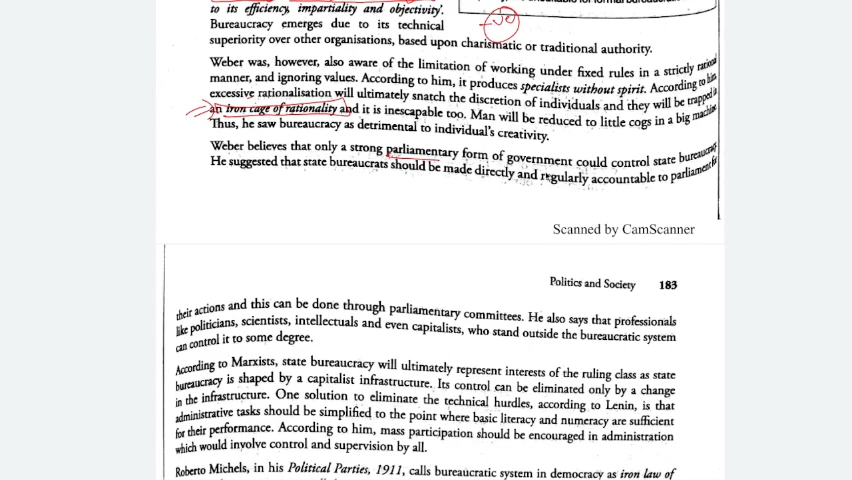 to its efficiency, impartiality and objectivity'.
Bureaucracy emerges due to its technical
superiority over other organisations, based upon charismatic or traditional authority.
Weber was, however, also aware of the limitation of working under fixed rules in a strictly rational
manner, and ignoring values. According to him, it produces specialists without spirit. According to him
excessive rationalisation will ultimately snatch the discretion of individuals and they will be trapped in
an iron cage of rationality and it is inescapable too. Man will be reduced to little cogs in a big machine
Thus, he saw bureaucracy as detrimental to individual's creativity.
Weber believes that only a strong parliamentary form of government could control state bureaucracy
He suggested that state bureaucrats should be made directly and regularly accountable to parliament for
Scanned by CamScanner
Politics and Society 183
their actions and this can be done through parliamentary committees. He also says that professionals
like politicians, scientists, intellectuals and even capitalists, who stand outside the bureaucratic system
can control it to some degree.
According to Marxists, state bureaucracy will ultimately represent interests of the ruling class as state
bureaucracy is shaped by a capitalist infrastructure. Its control can be eliminated only by a change
in the infrastructure. One solution to eliminate the technical hurdles, according to Lenin, is that
administrative tasks should be simplified to the point where basic literacy and numeracy are sufficient
for their performance. According to him, mass participation should be encouraged in administration
which would involve control and supervision by all.
Roberto Michels, in his Political Parties, 1911, calls bureaucratic system in democracy as iron law of